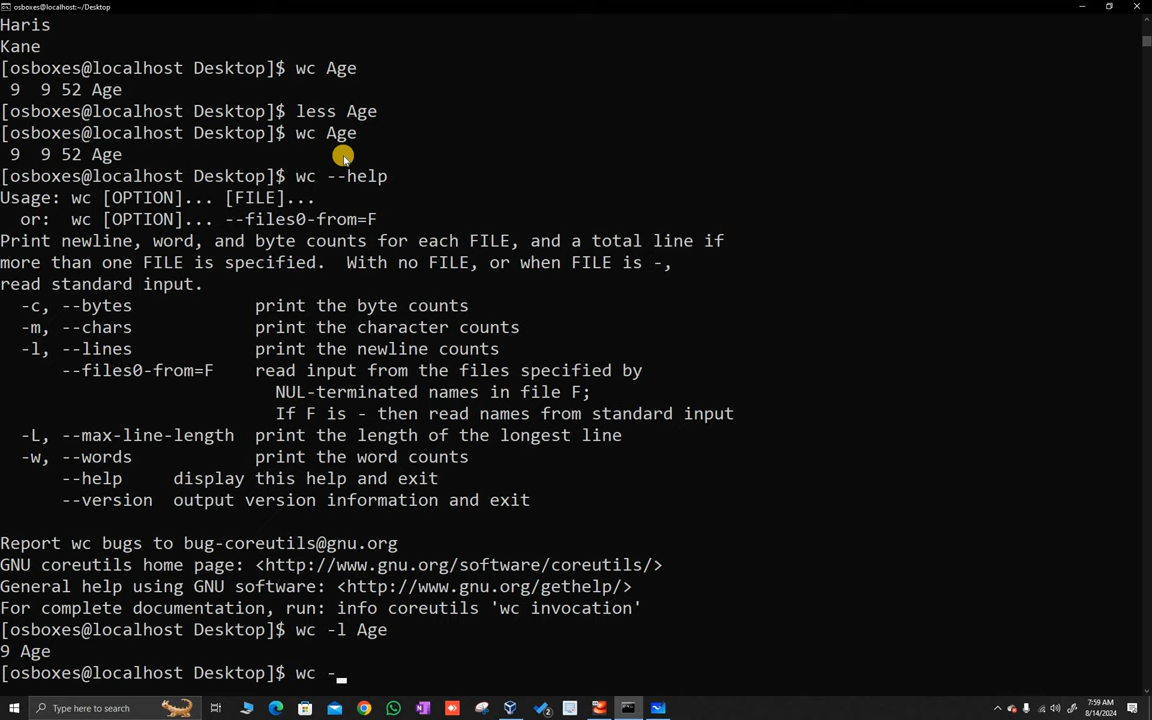 osboxes@localhost:~/Desktop
Haris
Kane
[osboxes@localhost Desktop]$ wc Age
9 9 52 Age
[osboxes@localhost Desktop]$ less Age
[osboxes@localhost Desktop]$ wc Age
9 9 52 Age
[osboxes@localhost Desktop]$ wc --help
Usage: wc [OPTION]... [FILE]...
or: wc [OPTION]... --files0-from=F
Print newline, word, and byte counts for each FILE, and a total line if
more than one FILE is specified. With no FILE, or when FILE is -,
read standard input.
-c, --bytes print the byte counts
-m, --chars print the character counts
-l, --lines print the newline counts
--files0-from=F read input from the files specified by
NUL-terminated names in file F;
If F is - then read names from standard input
-L, --max-line-length print the length of the longest line
-w, --words print the word counts
--help display this help and exit
--version output version information and exit
Report wc bugs to bug-coreutils@gnu.org
GNU coreutils home page: <http://www.gnu.org/software/coreutils/>
General help using GNU software: <http://www.gnu.org/gethelp/>
For complete documentation, run: info coreutils 'wc invocation'
[osboxes@localhost Desktop]$ wc -l Age
9 Age
[osboxes@localhost Desktop]$ wc -
Type here to search
7:59 AM
8/14/2024